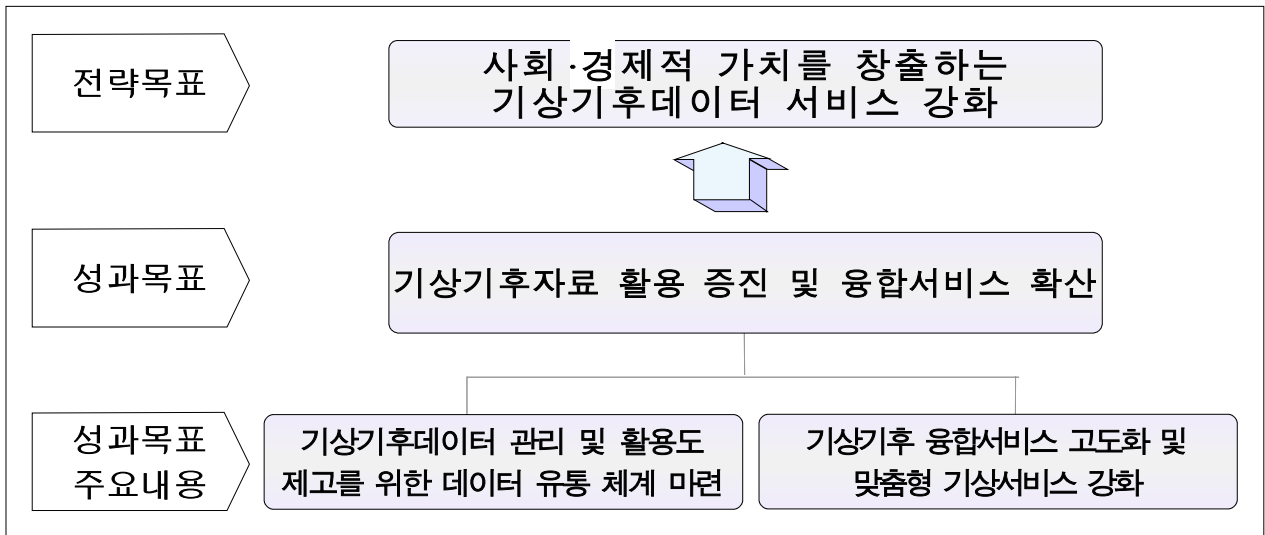 전략목표
사회·경제적 가치를 창출하는
기상기후데이터 서비스 강화
성과목표
기상기후자료 활용 증진 및 융합서비스 확산
성과목표
주요내용
기상기후데이터 관리 및 활용도
제고를 위한 데이터 유통 체계 마련
기상기후 융합서비스 고도화 및
맞춤형 기상서비스 강화